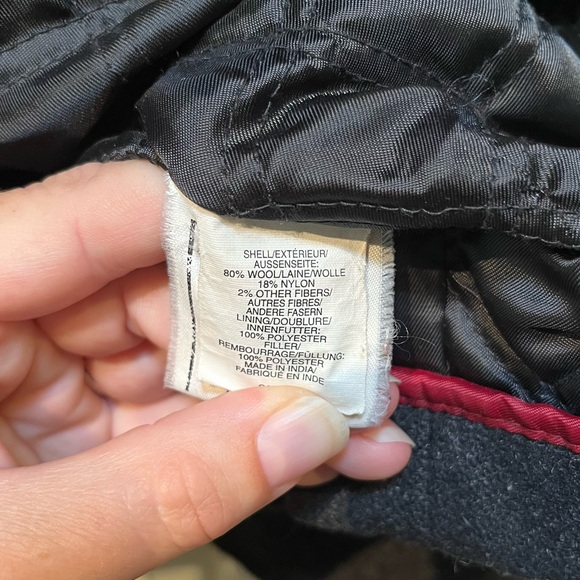 SHELL/EXTÉRIEUR/
AUSSENSEITE:
80% WOOL/LAINE/WOLLE
18% NYLON
2% OTHER FIBERS/
AUTRES FIBRES/
ANDERE FASERN
LINING/DOUBLURE/
INNENFUTTER:
100% POLYESTER
FILLER/
REMBOURRAGE/FÜLLUNG:
100% POLYESTER
MADE IN INDIA/
FABRIQUÉ EN INDE